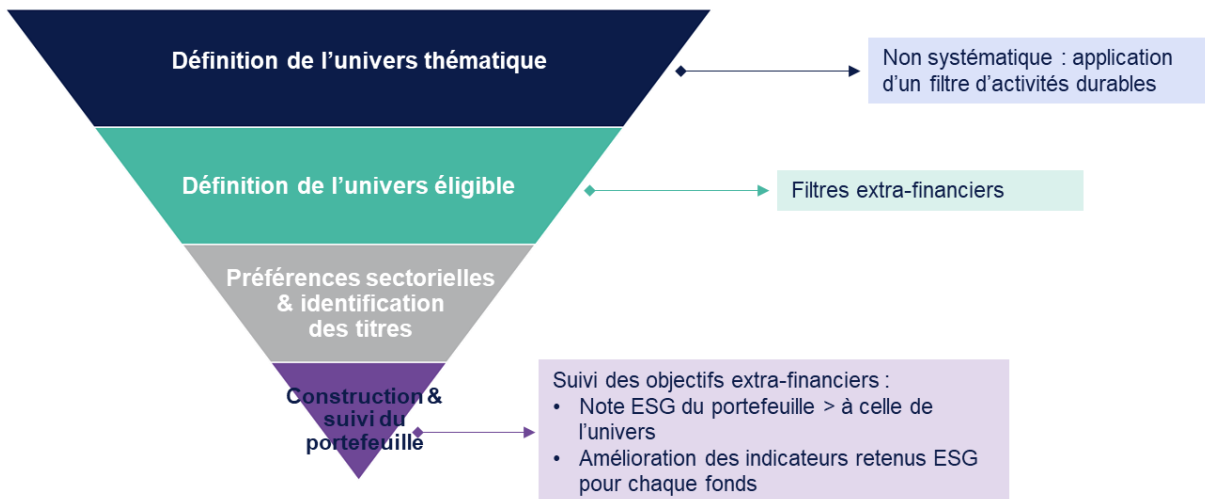 Définition de l’univers thématique
Non systématique : application
d’un filtre d’activités durables
Définition de l’univers éligible
Filtres extra-financiers
Préférences sectorielles
& identification
des titres
Construction &
suivi du
portefeuille
Suivi des objectifs extra-financiers :
• Note ESG du portefeuille > à celle de
l’univers
• Amélioration des indicateurs retenus ESG
pour chaque fonds